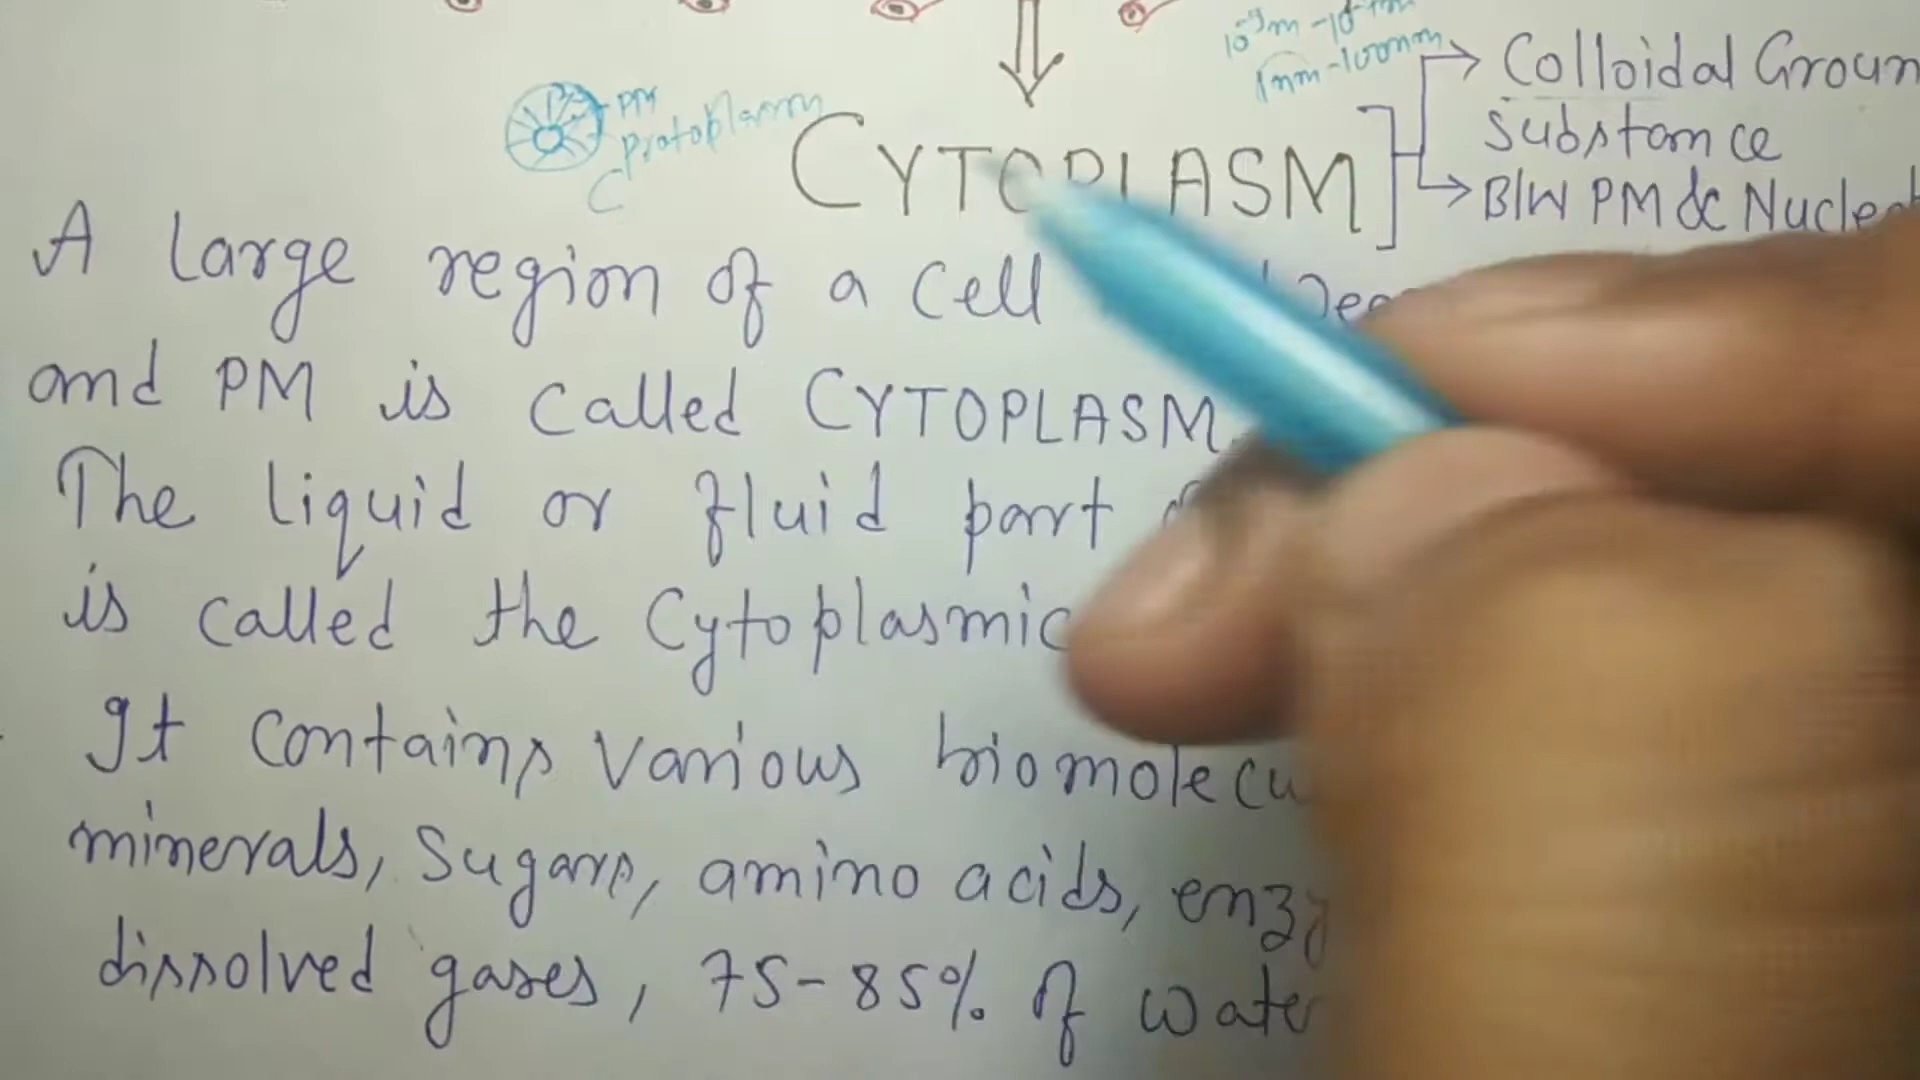 10⁻⁹m -10⁻⁷m
1nm-100nm
Colloidal Groun
Substance
B/W PM & Nucle
PM
protoplasm
C
CYTOPLASM
A large region of a cell
and PM is called CYTOPLASM
The liquid or fluid part
is called the Cytoplasmic
It contains various biomolecu
minerals, Sugars, amino acids, enzy
dissolved gases, 75-85% of wate